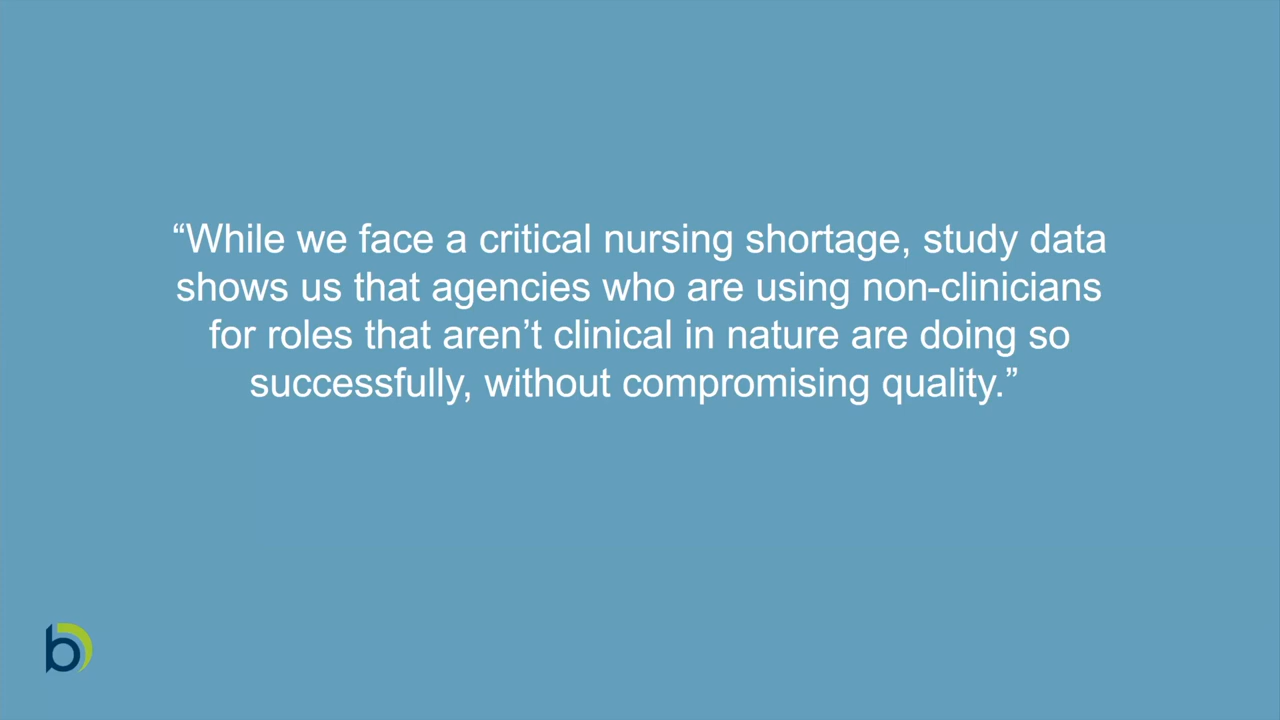 “While we face a critical nursing shortage, study data
shows us that agencies who are using non-clinicians
for roles that aren’t clinical in nature are doing so
successfully, without compromising quality.”
b